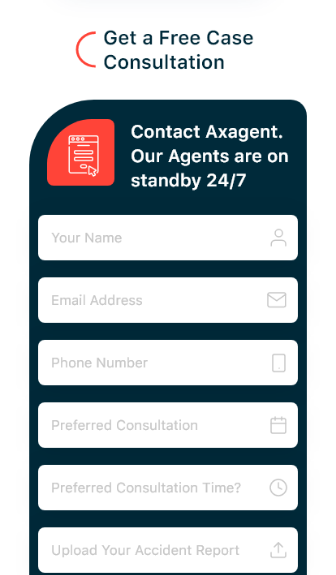 Get a Free Case
Consultation
Contact Axagent.
Our Agents are on
standby 24/7
Your Name
Email Address
Phone Number
Preferred Consultation
Preferred Consultation Time?
Upload Your Accident Report